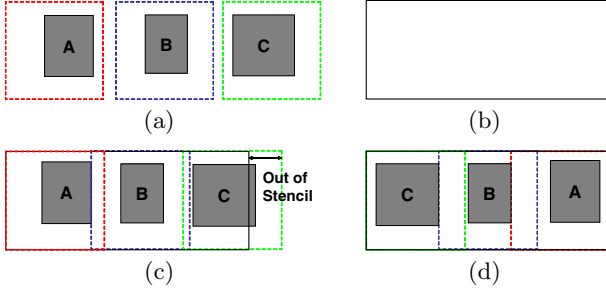 A B C
(a) (b)
A B C Out of
Stencil
C B A
(c) (d)